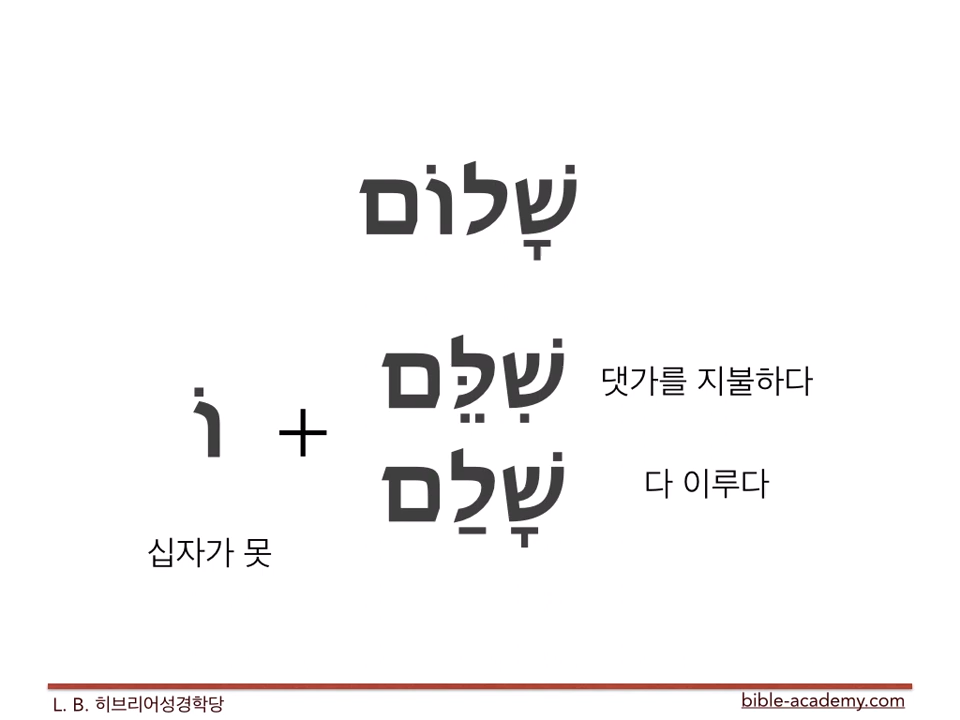 שָׁלוֹם
שִׁלֵּם 댓가를 지불하다
וֹ +
שָׁלַם 다 이루다
십자가 못
L. B. 히브리어성경학당
bible-academy.com